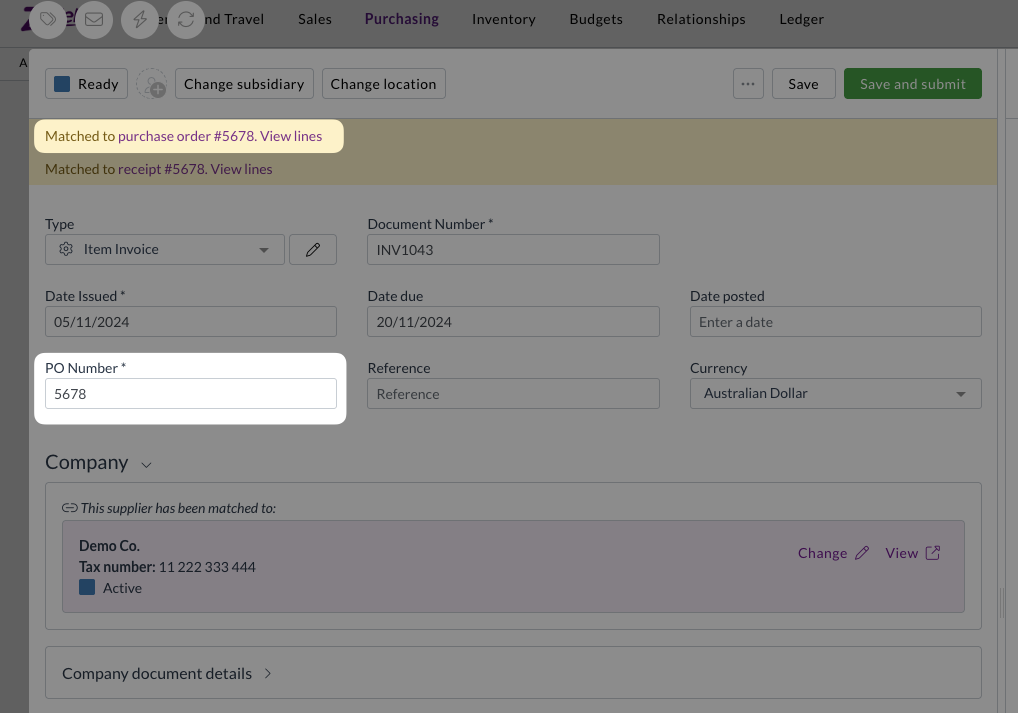 nd Travel Sales Purchasing Inventory Budgets Relationships Ledger
A
Ready Change subsidiary Change location ... Save Save and submit
Matched to purchase order #5678. View lines
Matched to receipt #5678. View lines
Type Document Number *
Item Invoice INV1043
Date Issued * Date due Date posted
05/11/2024 20/11/2024 Enter a date
PO Number * Reference Currency
5678 Reference Australian Dollar
Company
This supplier has been matched to:
Demo Co.
Tax number: 11 222 333 444 Change View
Active
Company document details